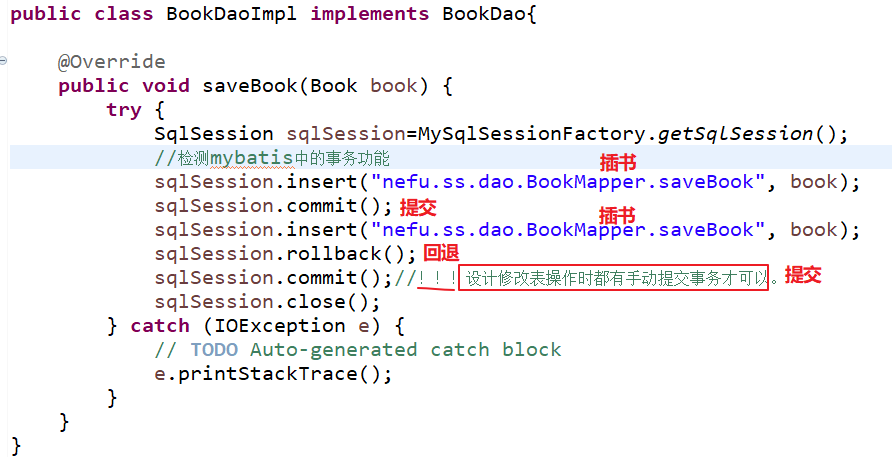 public class BookDaoImpl implements BookDao{
@Override
public void saveBook(Book book) {
try {
SqlSession sqlSession=MySqlSessionFactory.getSqlSession();
//检测mybatis中的事务功能 插书
sqlSession.insert("nefu.ss.dao.BookMapper.saveBook", book);
sqlSession.commit(); 提交 插书
sqlSession.insert("nefu.ss.dao.BookMapper.saveBook", book);
sqlSession.rollback(); 回退
sqlSession.commit();//！！！设计修改表操作时都有手动提交事务才可以。 提交
sqlSession.close();
} catch (IOException e) {
// TODO Auto-generated catch block
e.printStackTrace();
}
}
}